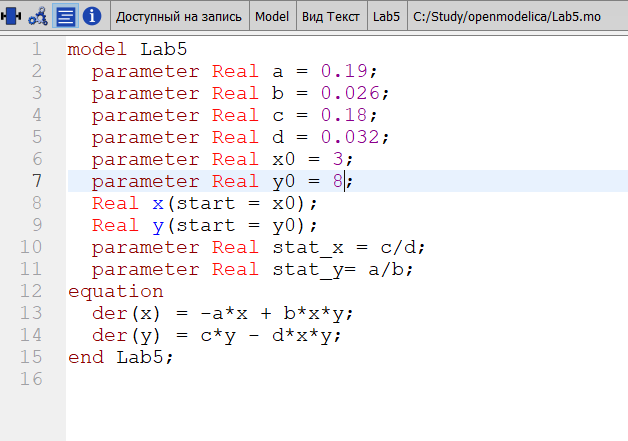 Доступный на запись Model Вид Текст Lab5 C:/Study/openmodelica/Lab5.mo
1 model Lab5
2   parameter Real a = 0.19;
3   parameter Real b = 0.026;
4   parameter Real c = 0.18;
5   parameter Real d = 0.032;
6   parameter Real x0 = 3;
7   parameter Real y0 = 8;
8   Real x(start = x0);
9   Real y(start = y0);
10   parameter Real stat_x = c/d;
11   parameter Real stat_y= a/b;
12 equation
13   der(x) = -a*x + b*x*y;
14   der(y) = c*y - d*x*y;
15 end Lab5;
16